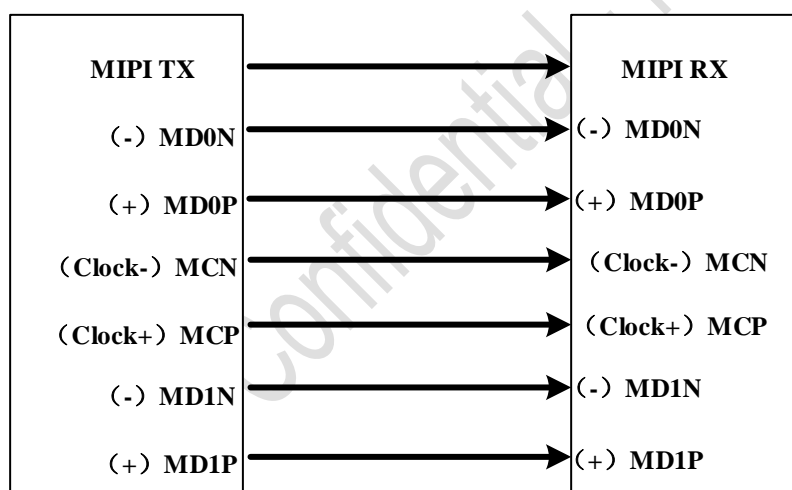 Confidential
MIPI TX MIPI RX
（-）MD0N （-）MD0N
（+）MD0P （+）MD0P
（Clock-）MCN （Clock-）MCN
（Clock+）MCP （Clock+）MCP
（-）MD1N （-）MD1N
（+）MD1P （+）MD1P